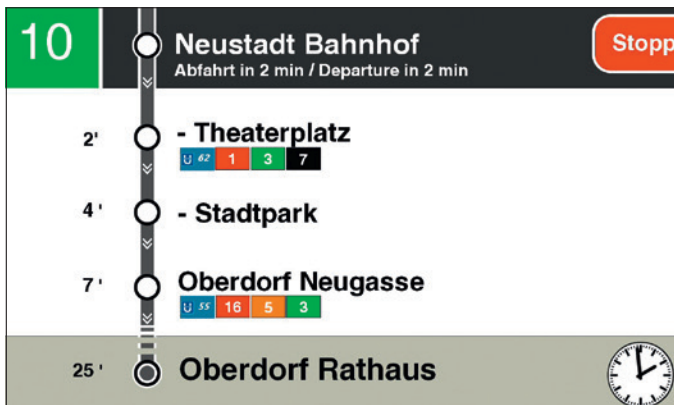 10
Neustadt Bahnhof
Stopp
Abfahrt in 2 min / Departure in 2 min
2' - Theaterplatz
U 62 1 3 7
4 ' - Stadtpark
7 ' Oberdorf Neugasse
U 55 16 5 3
25 ' Oberdorf Rathaus